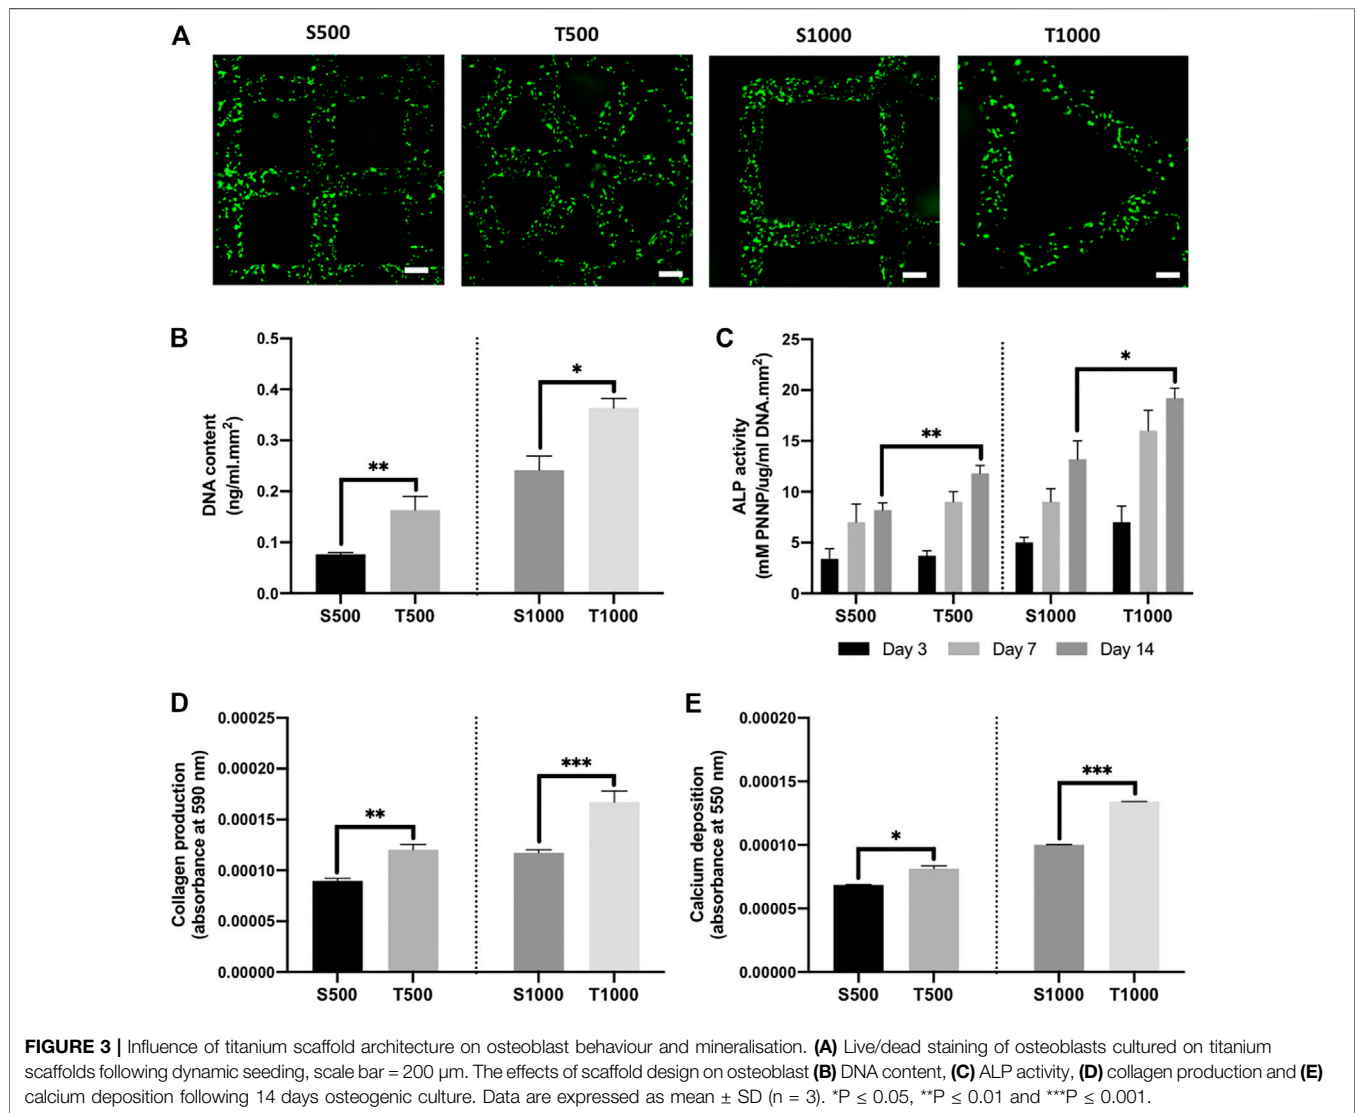 A
S500
T500
S1000
T1000
B
DNA content
(ng/ml.mm²)
0.5
0.4
0.3
0.2
0.1
0.0
**
*
S500
T500
S1000
T1000
C
ALP activity
(mM PNNP/ug/ml DNA.mm²)
25
20
15
10
5
0
**
*
S500
T500
S1000
T1000
Day 3
Day 7
Day 14
D
Collagen production
(absorbance at 590 nm)
0.00025
0.00020
0.00015
0.00010
0.00005
0.00000
**
***
S500
T500
S1000
T1000
E
Calcium deposition
(absorbance at 550 nm)
0.00020
0.00015
0.00010
0.00005
0.00000
*
***
S500
T500
S1000
T1000
FIGURE 3 | Influence of titanium scaffold architecture on osteoblast behaviour and mineralisation. (A) Live/dead staining of osteoblasts cultured on titanium
scaffolds following dynamic seeding, scale bar = 200 µm. The effects of scaffold design on osteoblast (B) DNA content, (C) ALP activity, (D) collagen production and (E)
calcium deposition following 14 days osteogenic culture. Data are expressed as mean ± SD (n = 3). *P ≤ 0.05, **P ≤ 0.01 and ***P ≤ 0.001.